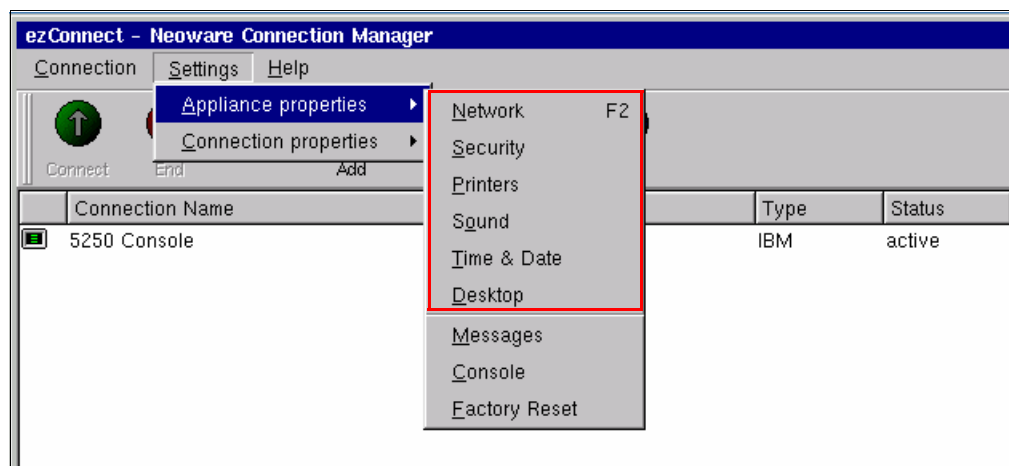 ezConnect – Neoware Connection Manager
Connection Settings Help
Appliance properties
Connection properties
Network F2
Security
Printers
Sound
Time & Date
Desktop
Messages
Console
Factory Reset
Connect End Add
Connection Name Type Status
5250 Console IBM active